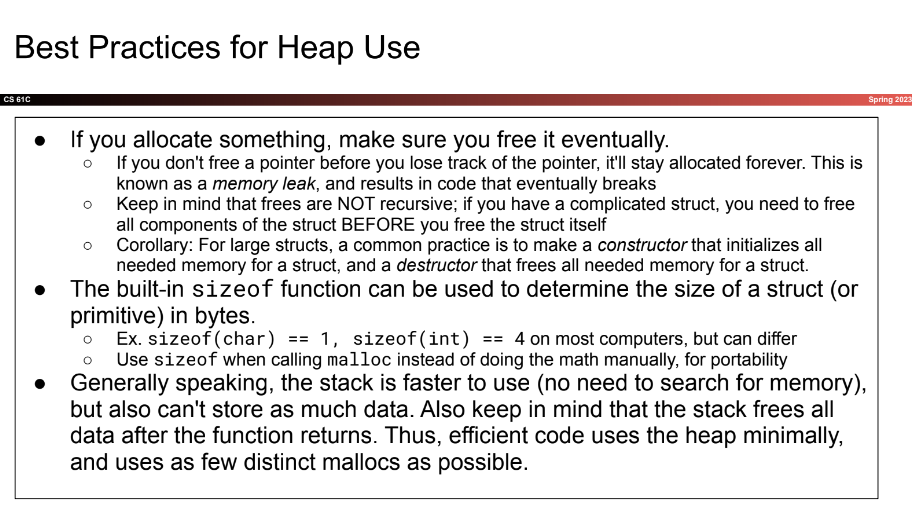 Best Practices for Heap Use
CS 61C
Spring 2023
● If you allocate something, make sure you free it eventually.
○ If you don't free a pointer before you lose track of the pointer, it'll stay allocated forever. This is
known as a memory leak, and results in code that eventually breaks
○ Keep in mind that frees are NOT recursive; if you have a complicated struct, you need to free
all components of the struct BEFORE you free the struct itself
○ Corollary: For large structs, a common practice is to make a constructor that initializes all
needed memory for a struct, and a destructor that frees all needed memory for a struct.
● The built-in sizeof function can be used to determine the size of a struct (or
primitive) in bytes.
○ Ex. sizeof(char) == 1, sizeof(int) == 4 on most computers, but can differ
○ Use sizeof when calling malloc instead of doing the math manually, for portability
● Generally speaking, the stack is faster to use (no need to search for memory),
but also can't store as much data. Also keep in mind that the stack frees all
data after the function returns. Thus, efficient code uses the heap minimally,
and uses as few distinct mallocs as possible.